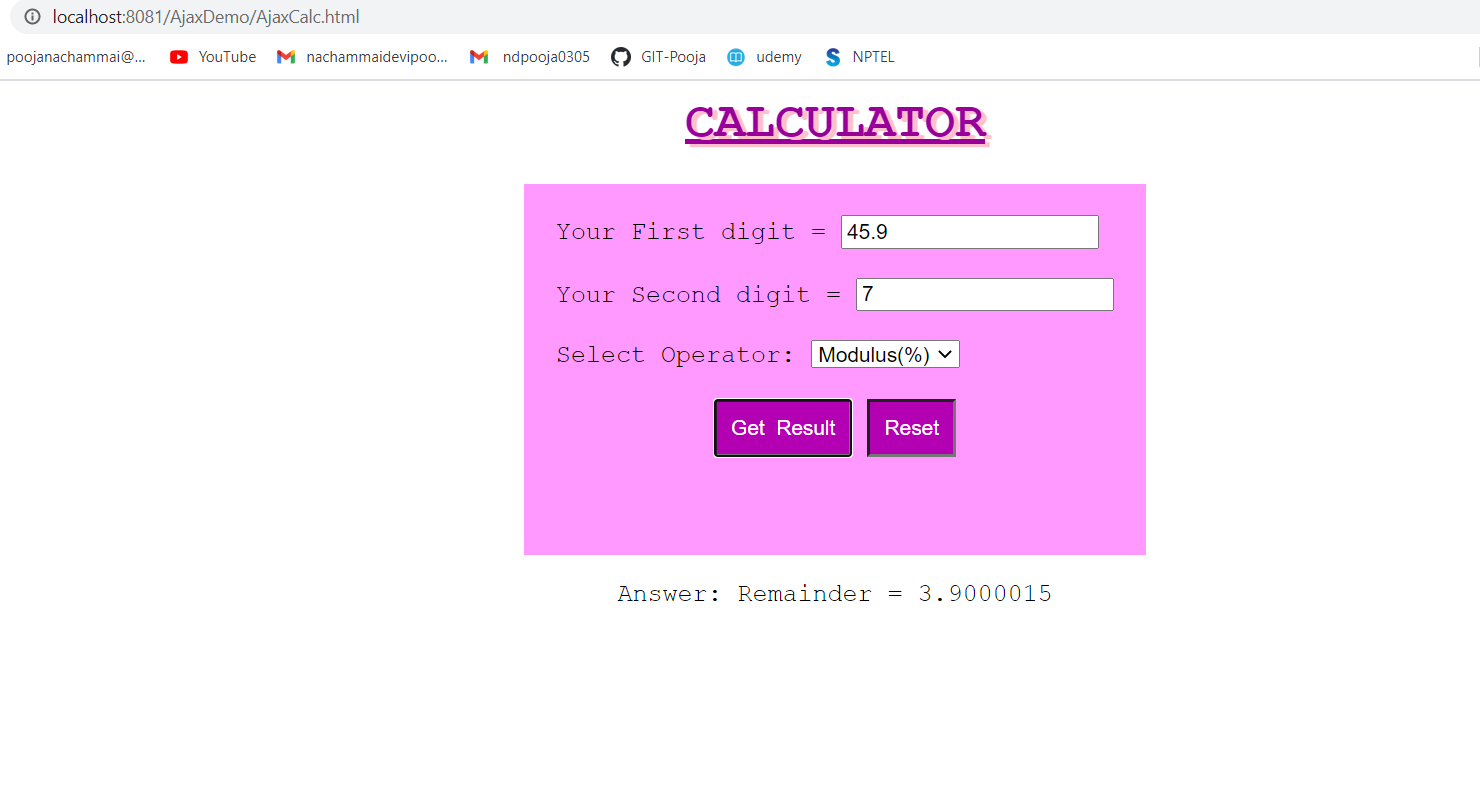 localhost:8081/AjaxDemo/AjaxCalc.html
poojanachammai@... YouTube nachammaidevipoo... ndpooja0305 GIT-Pooja udemy NPTEL
CALCULATOR
Your First digit = 45.9
Your Second digit = 7
Select Operator: Modulus(%)
Get Result Reset
Answer: Remainder = 3.9000015